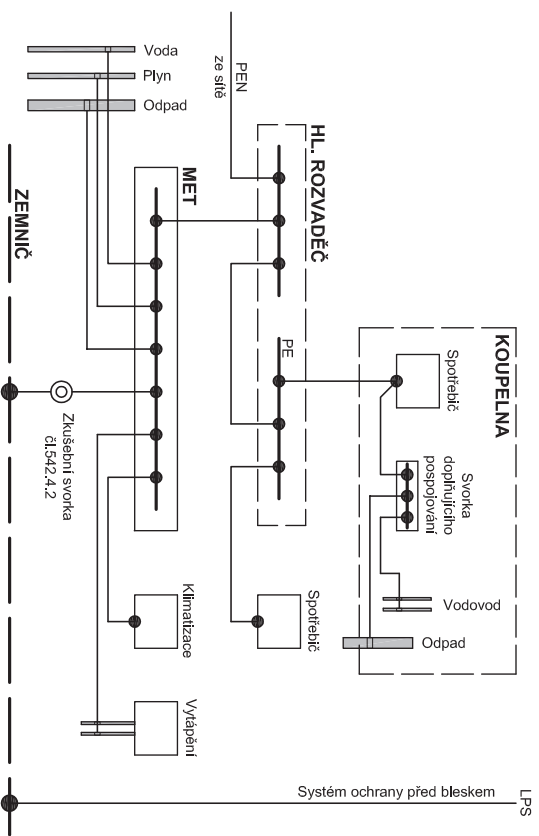 KOUPELNA
Spotřebič
Svorka
doplňujícího
pospojování
Vodovod
Odpad
HL. ROZVADĚČ
PEN
ze sítě
PE
Spotřebič
MET
Voda
Plyn
Odpad
Klimatizace
Vytápění
Zkušební svorka
čl.542.4.2
ZEMNIČ
Systém ochrany před bleskem
LPS